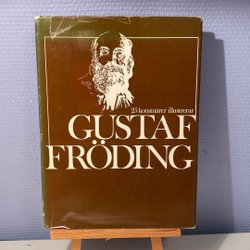 25 konstnärer illustrerar
GUSTAF
FRÖDING